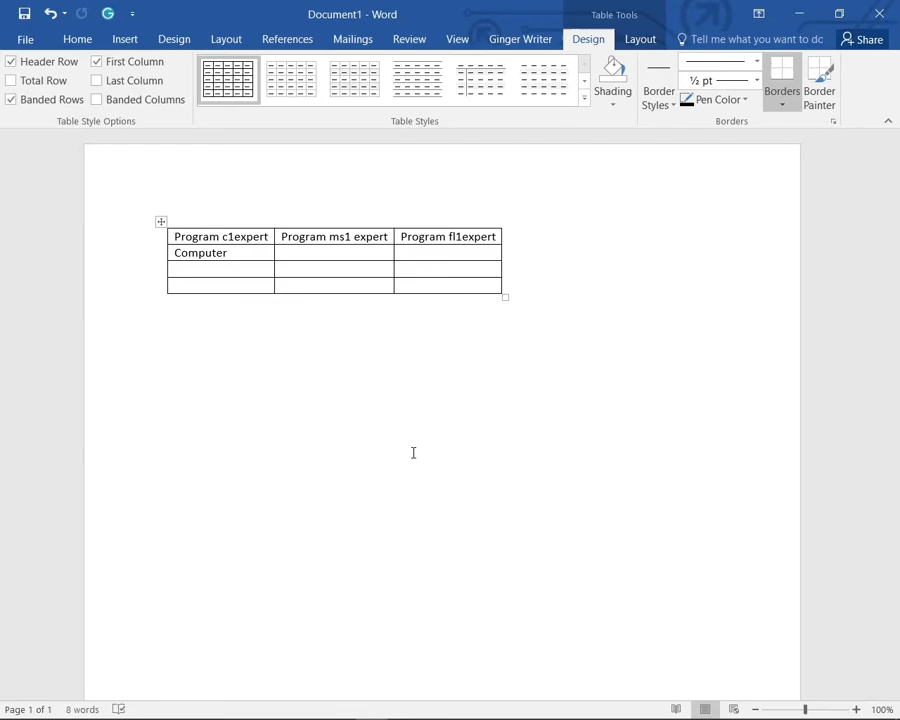 Document1 - Word
Table Tools
File Home Insert Design Layout References Mailings Review View Ginger Writer Design Layout Tell me what you want to dc Share
Header Row First Column
Total Row Last Column
Banded Rows Banded Columns
Table Style Options
Table Styles
Shading
Border Styles
½ pt
Pen Color
Borders
Border Painter
Borders
Program c1expert Program ms1 expert Program fl1expert
Computer
Page 1 of 1 8 words 100%